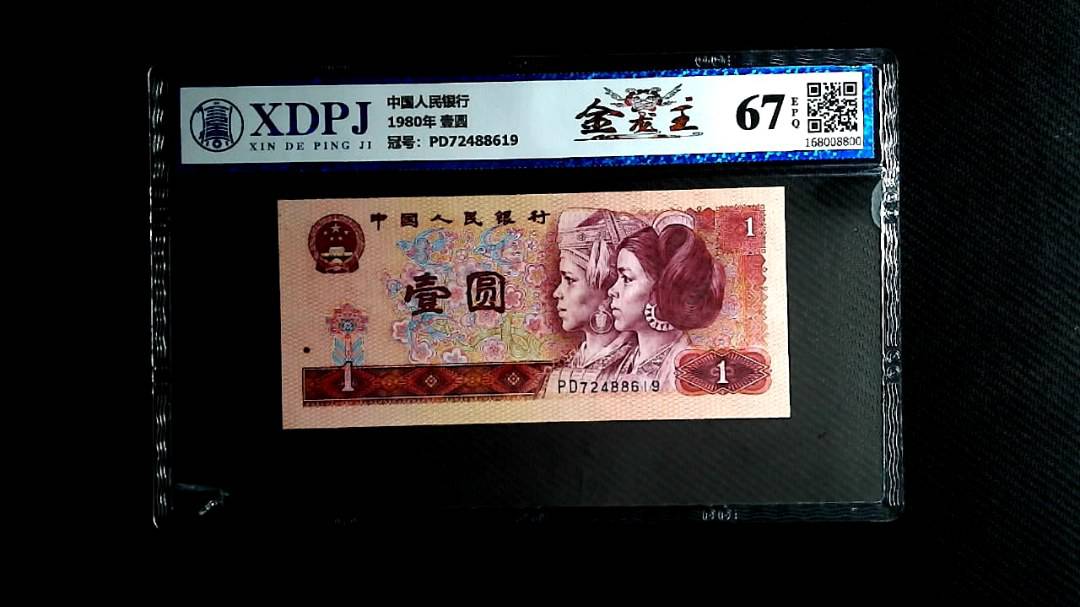 XDPJ
XIN DE PING JI
中国人民银行
1980年 壹圆
冠号：PD72488619
金龙主
67
EPQ
168008800
中国人民银行
1
壹圆
1
PD72488619
1